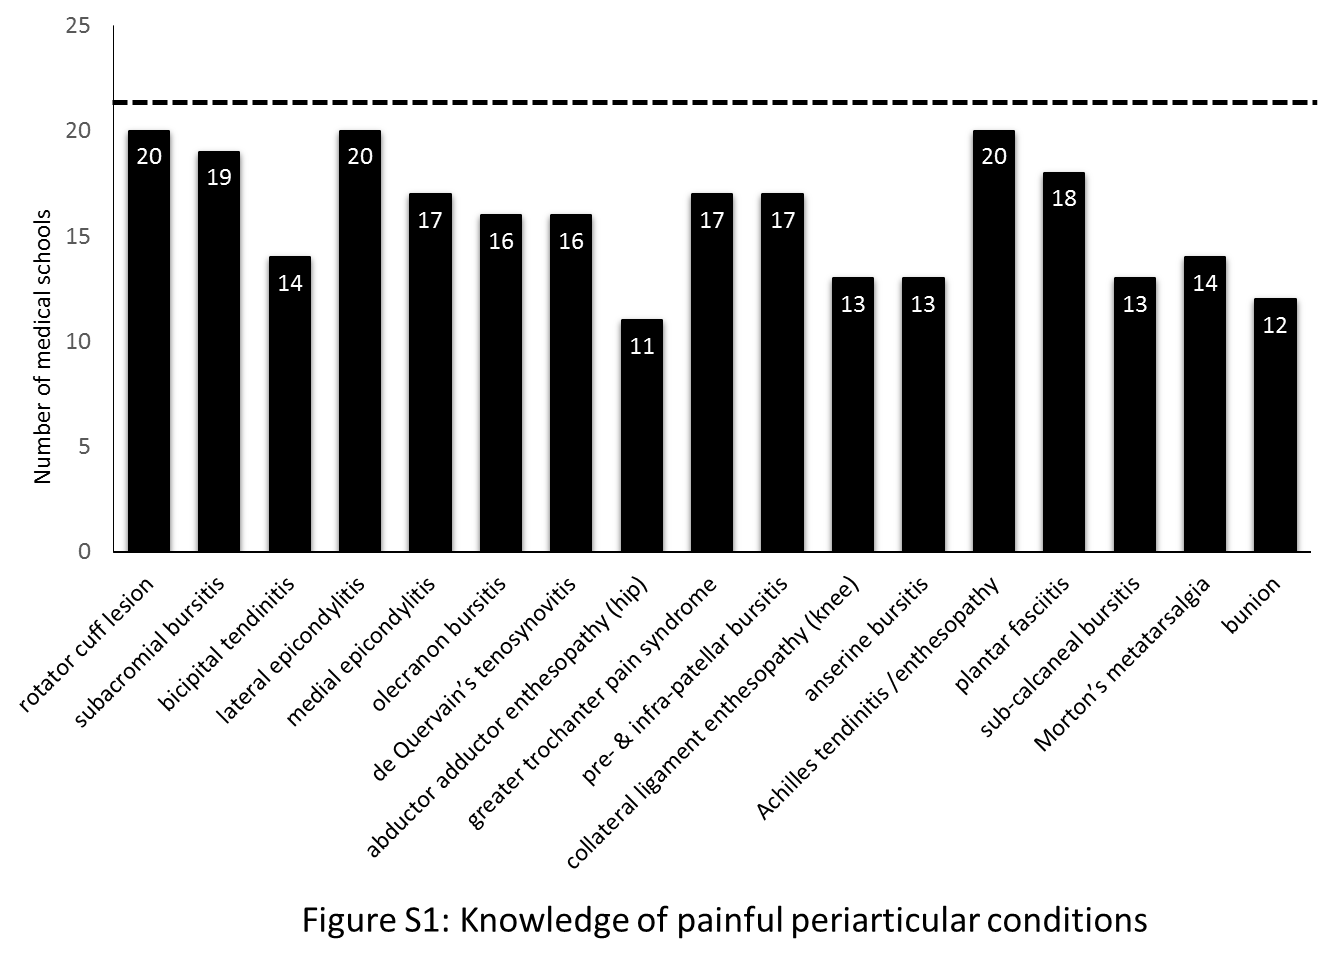 25
20
15
10
5
0
Number of medical schools
20
19
14
20
17
16
16
11
17
17
13
13
20
18
13
14
12
rotator cuff lesion
subacromial bursitis
bicipital tendinitis
lateral epicondylitis
medial epicondylitis
olecranon bursitis
de Quervain’s tenosynovitis
abductor adductor enthesopathy (hip)
greater trochanter pain syndrome
pre- & infra-patellar bursitis
collateral ligament enthesopathy (knee)
anserine bursitis
Achilles tendinitis /enthesopathy
plantar fasciitis
sub-calcaneal bursitis
Morton’s metatarsalgia
bunion
Figure S1: Knowledge of painful periarticular conditions